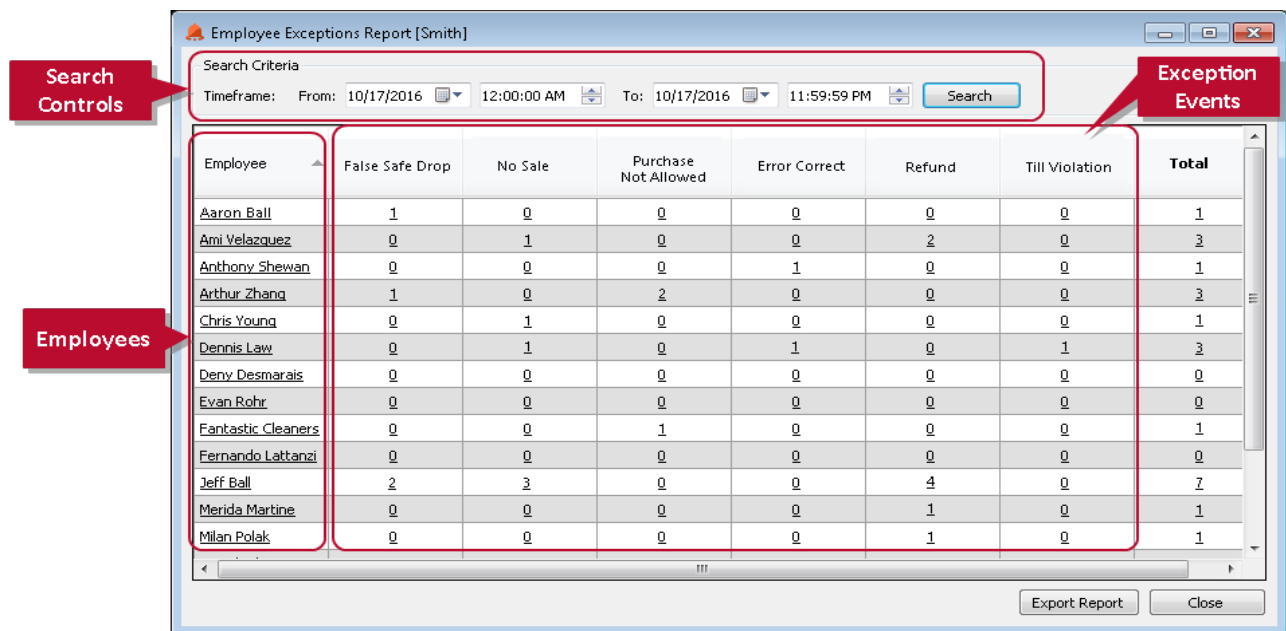 Employee Exceptions Report [Smith]
Search Controls
Search Criteria
Timeframe: From: 10/17/2016 12:00:00 AM To: 10/17/2016 11:59:59 PM Search
Exception Events
Employee False Safe Drop No Sale Purchase Not Allowed Error Correct Refund Till Violation Total
Aaron Ball 1 0 0 0 0 0 1
Ami Velazquez 0 1 0 0 2 0 3
Anthony Shewan 0 0 0 1 0 0 1
Arthur Zhang 1 0 2 0 0 0 3
Chris Young 0 1 0 0 0 0 1
Employees
Dennis Law 0 1 0 1 0 1 3
Deny Desmarais 0 0 0 0 0 0 0
Evan Rohr 0 0 0 0 0 0 0
Fantastic Cleaners 0 0 1 0 0 0 1
Fernando Lattanzi 0 0 0 0 0 0 0
Jeff Ball 2 3 0 0 4 0 7
Merida Martine 0 0 0 0 1 0 1
Milan Polak 0 0 0 0 1 0 1
Export Report Close